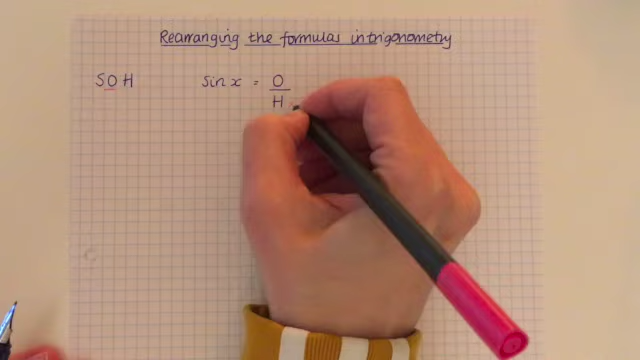 Rearranging the formulas in trigonometry
SOH sin x = O
H